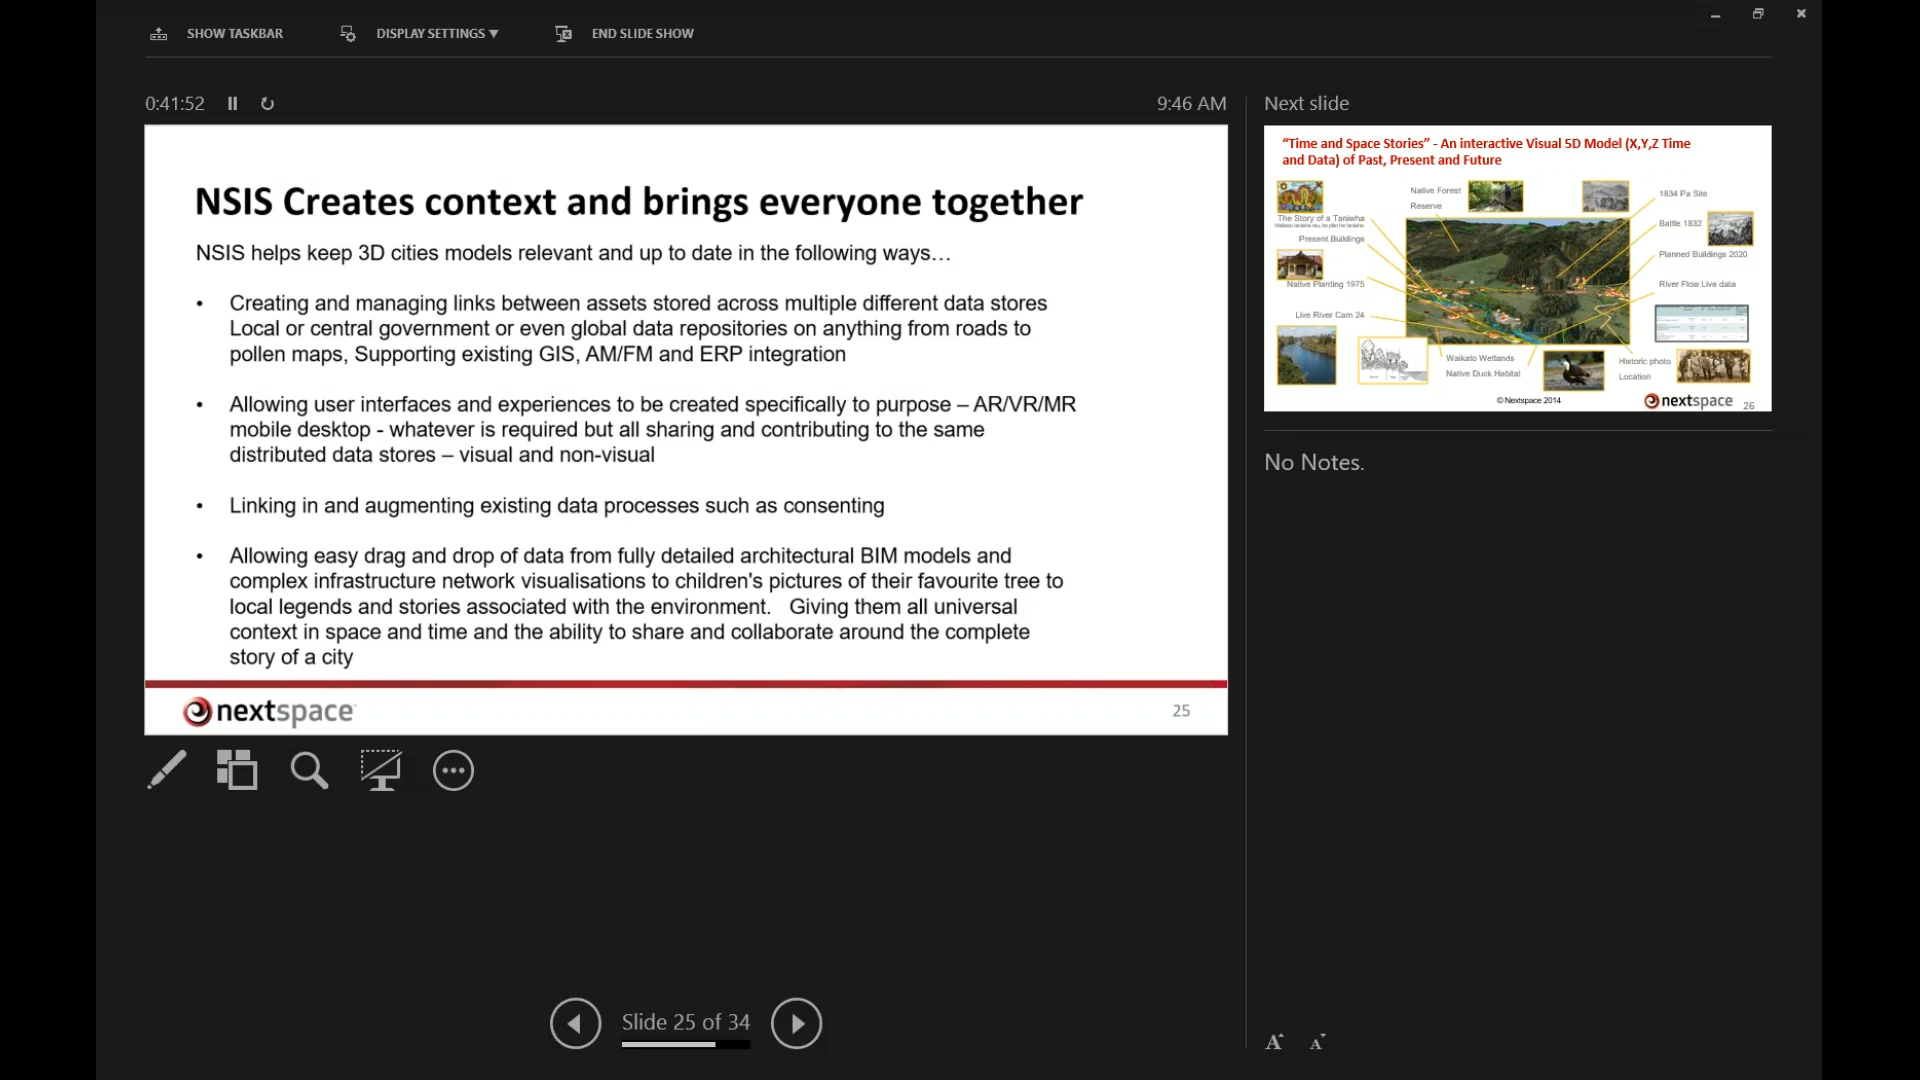 SHOW TASKBAR
DISPLAY SETTINGS ▼
END SLIDE SHOW
0:41:52
9:46 AM
NSIS Creates context and brings everyone together
NSIS helps keep 3D cities models relevant and up to date in the following ways…
• Creating and managing links between assets stored across multiple different data stores
Local or central government or even global data repositories on anything from roads to
pollen maps, Supporting existing GIS, AM/FM and ERP integration
• Allowing user interfaces and experiences to be created specifically to purpose – AR/VR/MR
mobile desktop - whatever is required but all sharing and contributing to the same
distributed data stores – visual and non-visual
• Linking in and augmenting existing data processes such as consenting
• Allowing easy drag and drop of data from fully detailed architectural BIM models and
complex infrastructure network visualisations to children's pictures of their favourite tree to
local legends and stories associated with the environment. Giving them all universal
context in space and time and the ability to share and collaborate around the complete
story of a city
nextspace
25
Slide 25 of 34
Next slide
“Time and Space Stories” - An interactive Visual 5D Model (X,Y,Z Time
and Data) of Past, Present and Future
Native Forest
Reserve
1834 Pa Site
The Story of a Taniwha
Battle 1832
Present Buildings
Planned Buildings 2020
Native Planting 1975
River Flow Live data
Live River Cam 24
Waikato Wetlands
Native Duck Habitat
Historic photo
Location
© Nextspace 2014
nextspace
26
No Notes.
A
A